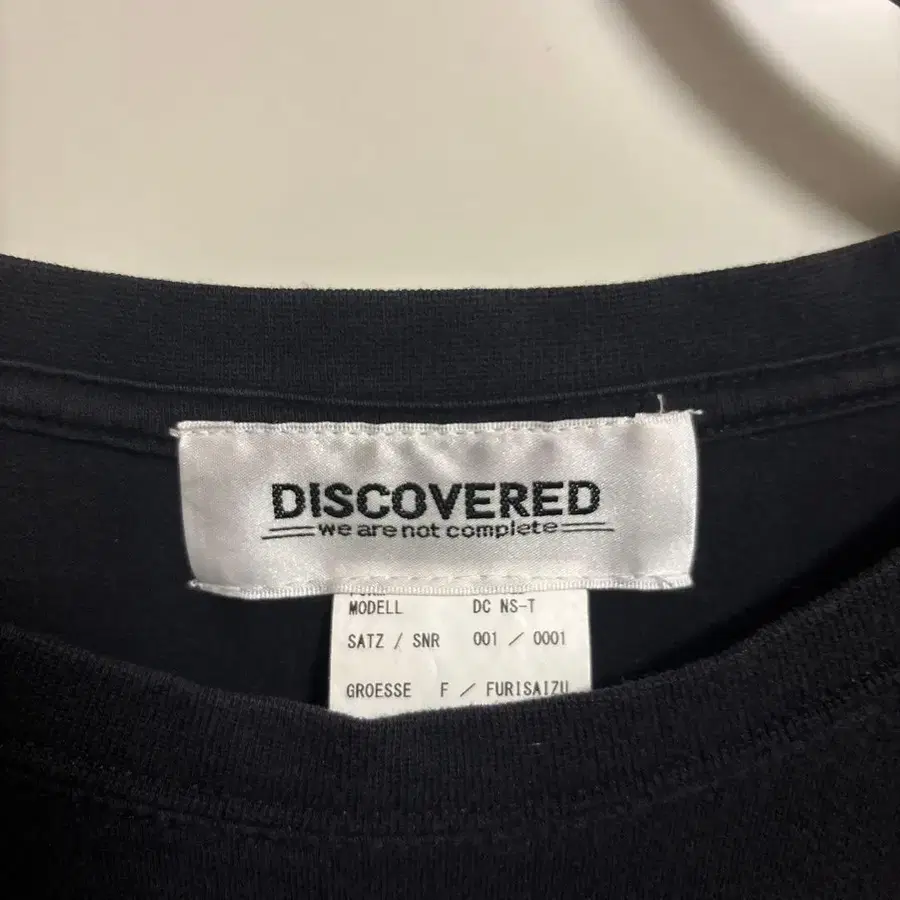 DISCOVERED
we are not complete
MODELL DC NS-T
SATZ / SNR 001 / 0001
GROESSE F / FURISAIZU